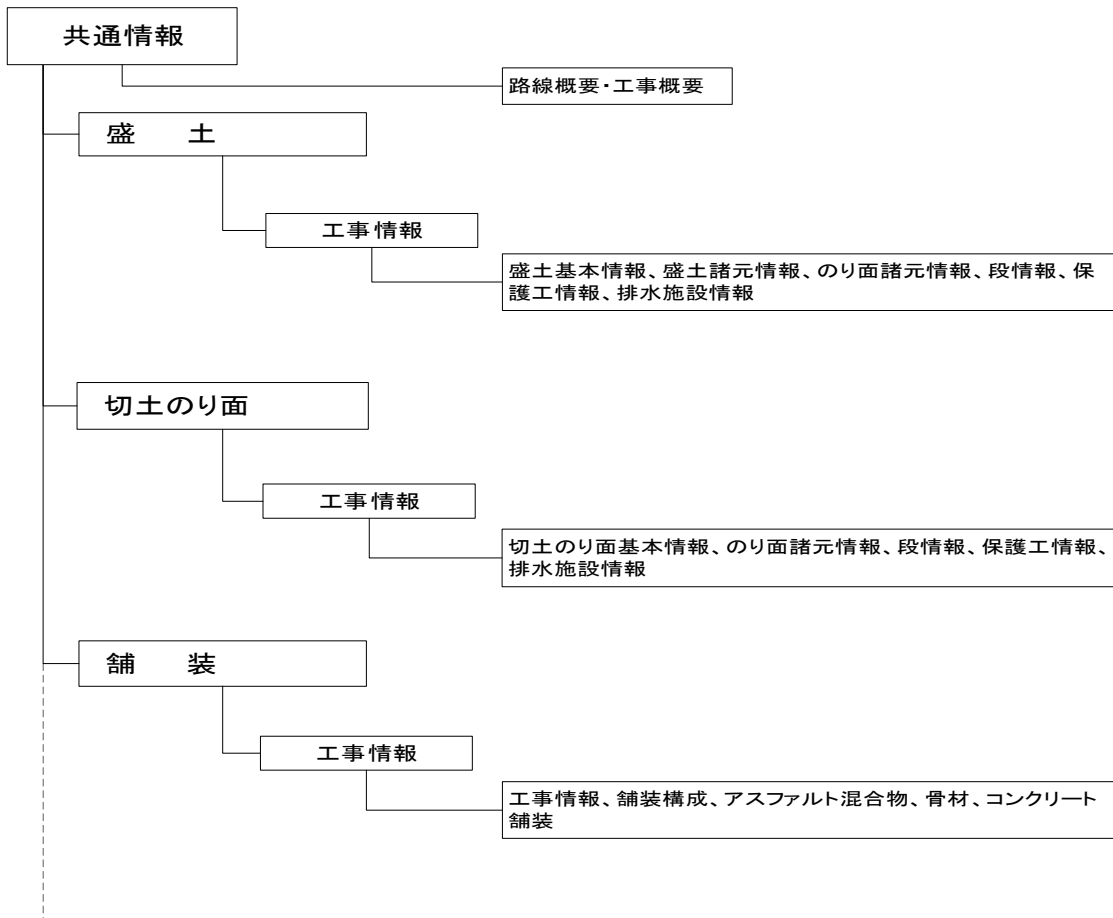 共通情報
路線概要・工事概要
盛　土
工事情報
盛土基本情報、盛土諸元情報、のり面諸元情報、段情報、保
護工情報、排水施設情報
切土のり面
工事情報
切土のり面基本情報、のり面諸元情報、段情報、保護工情報、
排水施設情報
舗　装
工事情報
工事情報、舗装構成、アスファルト混合物、骨材、コンクリート
舗装